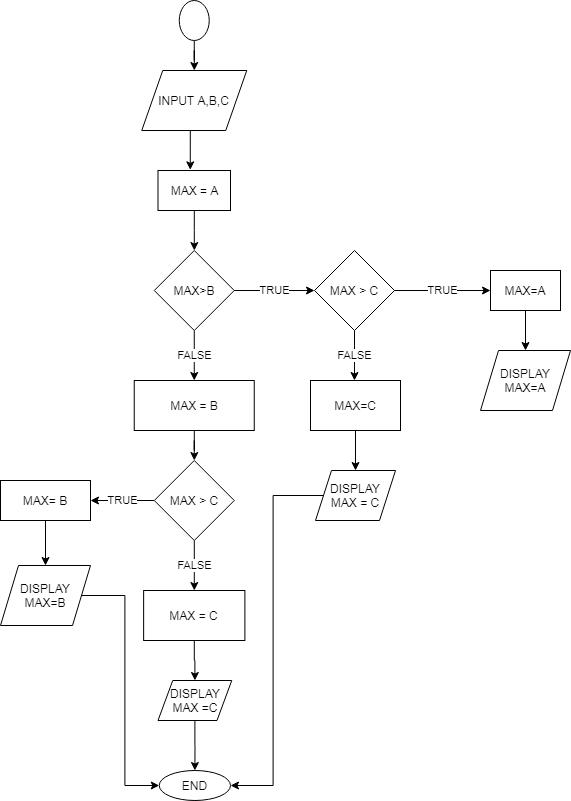 INPUT A,B,C
MAX = A
MAX>B
TRUE
MAX > C
TRUE
MAX=A
FALSE
FALSE
DISPLAY
MAX=A
MAX = B
MAX=C
MAX= B
TRUE
MAX > C
DISPLAY
MAX = C
FALSE
DISPLAY
MAX=B
MAX = C
DISPLAY
MAX =C
END